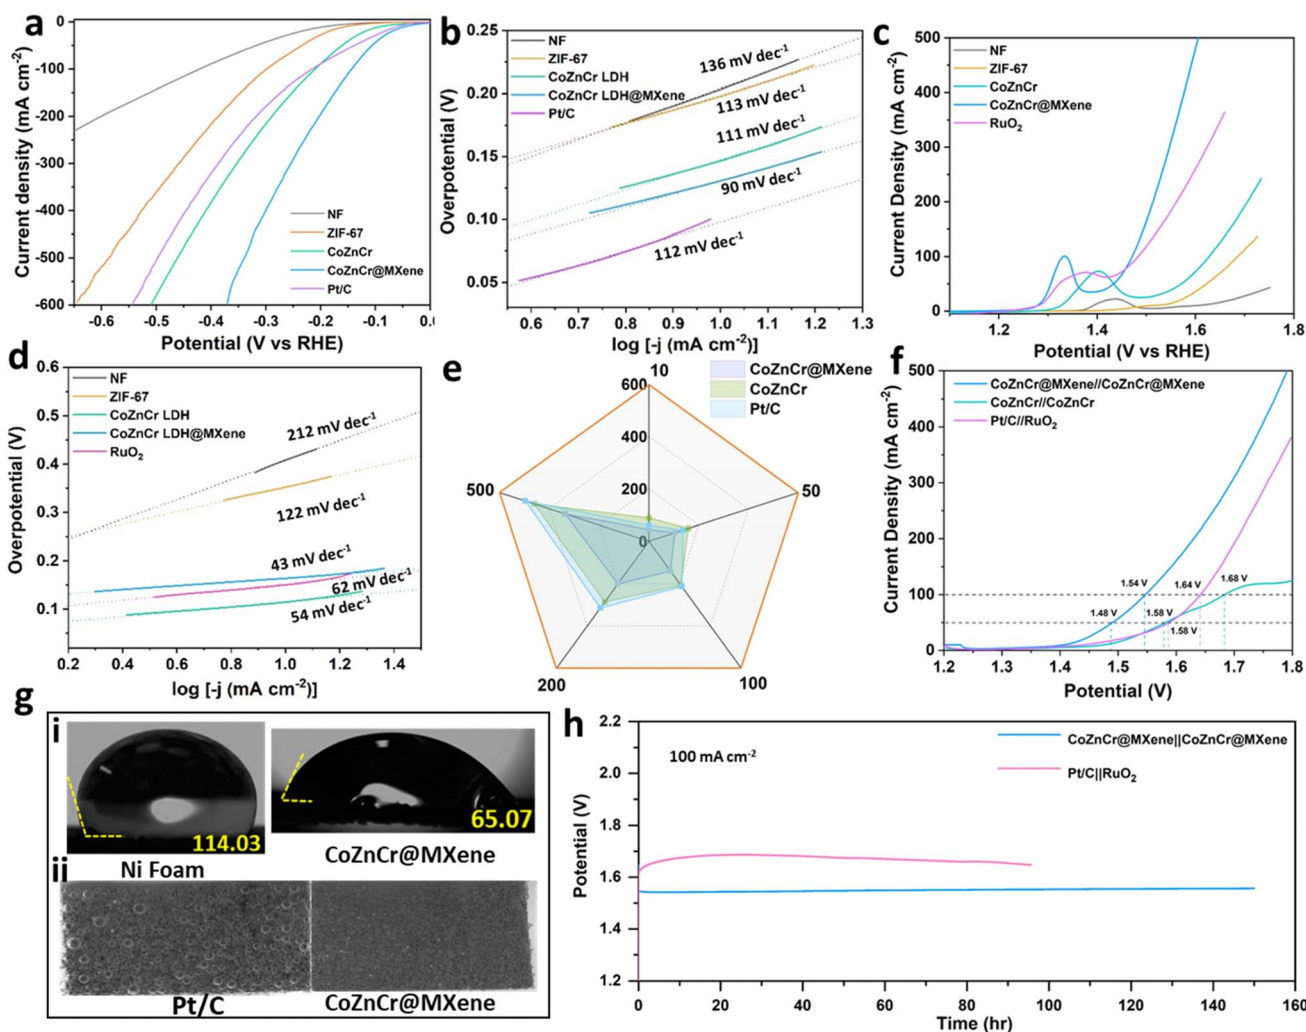 a
Current density (mA cm-2)
0
-100
-200
-300
-400
-500
-600
-0.6
-0.5
-0.4
-0.3
-0.2
-0.1
Potential (V vs RHE)
NF
ZIF-67
CoZnCr
CoZnCr@MXene
Pt/C
b
Overpotential (V)
0.25
0.20
0.15
0.10
0.05
0.5
0.6
0.7
0.8
0.9
1.0
1.1
1.2
1.3
log [-j (mA cm-2)]
NF
ZIF-67
CoZnCr LDH
CoZnCr LDH@MXene
Pt/C
136 mV dec-1
113 mV dec-1
111 mV dec-1
90 mV dec-1
112 mV dec-1
c
Current Density (mA cm-2)
500
400
300
200
100
0
1.2
1.4
1.6
1.8
Potential (V vs RHE)
NF
ZIF-67
CoZnCr
CoZnCr@MXene
RuO2
d
Overpotential (V)
0.6
0.5
0.4
0.3
0.2
0.1
0.2
0.4
0.6
0.8
1.0
1.2
1.4
log [-j (mA cm-2)]
NF
ZIF-67
CoZnCr LDH
CoZnCr LDH@MXene
RuO2
212 mV dec-1
122 mV dec-1
43 mV dec-1
62 mV dec-1
54 mV dec-1
e
10
600
400
200
0
50
100
200
500
CoZnCr@MXene
CoZnCr
Pt/C
f
Current Density (mA cm-2)
500
400
300
200
100
0
1.2
1.3
1.4
1.5
1.6
1.7
1.8
Potential (V)
CoZnCr@MXene//CoZnCr@MXene
CoZnCr//CoZnCr
Pt/C//RuO2
1.54 V
1.64 V
1.68 V
1.48 V
1.58 V
1.58 V
g
i
114.03
Ni Foam
65.07
CoZnCr@MXene
ii
Pt/C
CoZnCr@MXene
h
Potential (V)
2.2
2.0
1.8
1.6
1.4
1.2
0
20
40
60
80
100
120
140
160
Time (hr)
100 mA cm-2
CoZnCr@MXene||CoZnCr@MXene
Pt/C||RuO2